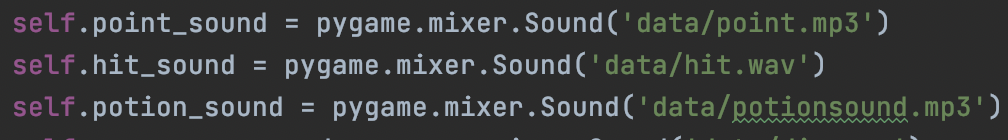 self.point_sound = pygame.mixer.Sound('data/point.mp3')
self.hit_sound = pygame.mixer.Sound('data/hit.wav')
self.potion_sound = pygame.mixer.Sound('data/potionsound.mp3')